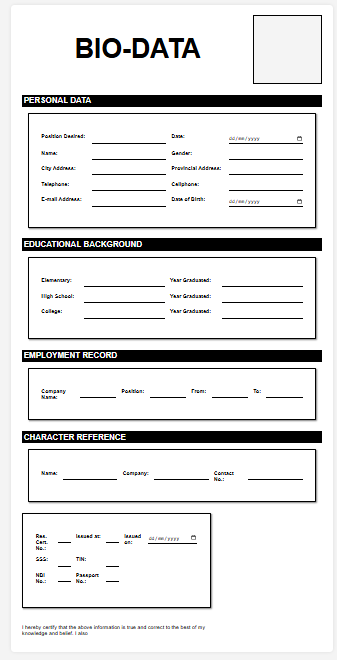 BIO-DATA
PERSONAL DATA
Position Desired: Date: dd/mm/yyyy
Name: Gender:
City Address: Provincial Address:
Telephone: Cellphone:
E-mail Address: Date of Birth: dd/mm/yyyy
EDUCATIONAL BACKGROUND
Elementary: Year Graduated:
High School: Year Graduated:
College: Year Graduated:
EMPLOYMENT RECORD
Company Position: From: To:
Name:
CHARACTER REFERENCE
Name: Company: Contact
No.:
Res. Issued at: Issued dd/mm/yyyy
Cert. on:
No.:
SSS: TIN:
NBI Passport
No.: No.:
I hereby certify that the above information is true and correct to the best of my
knowledge and belief. I also